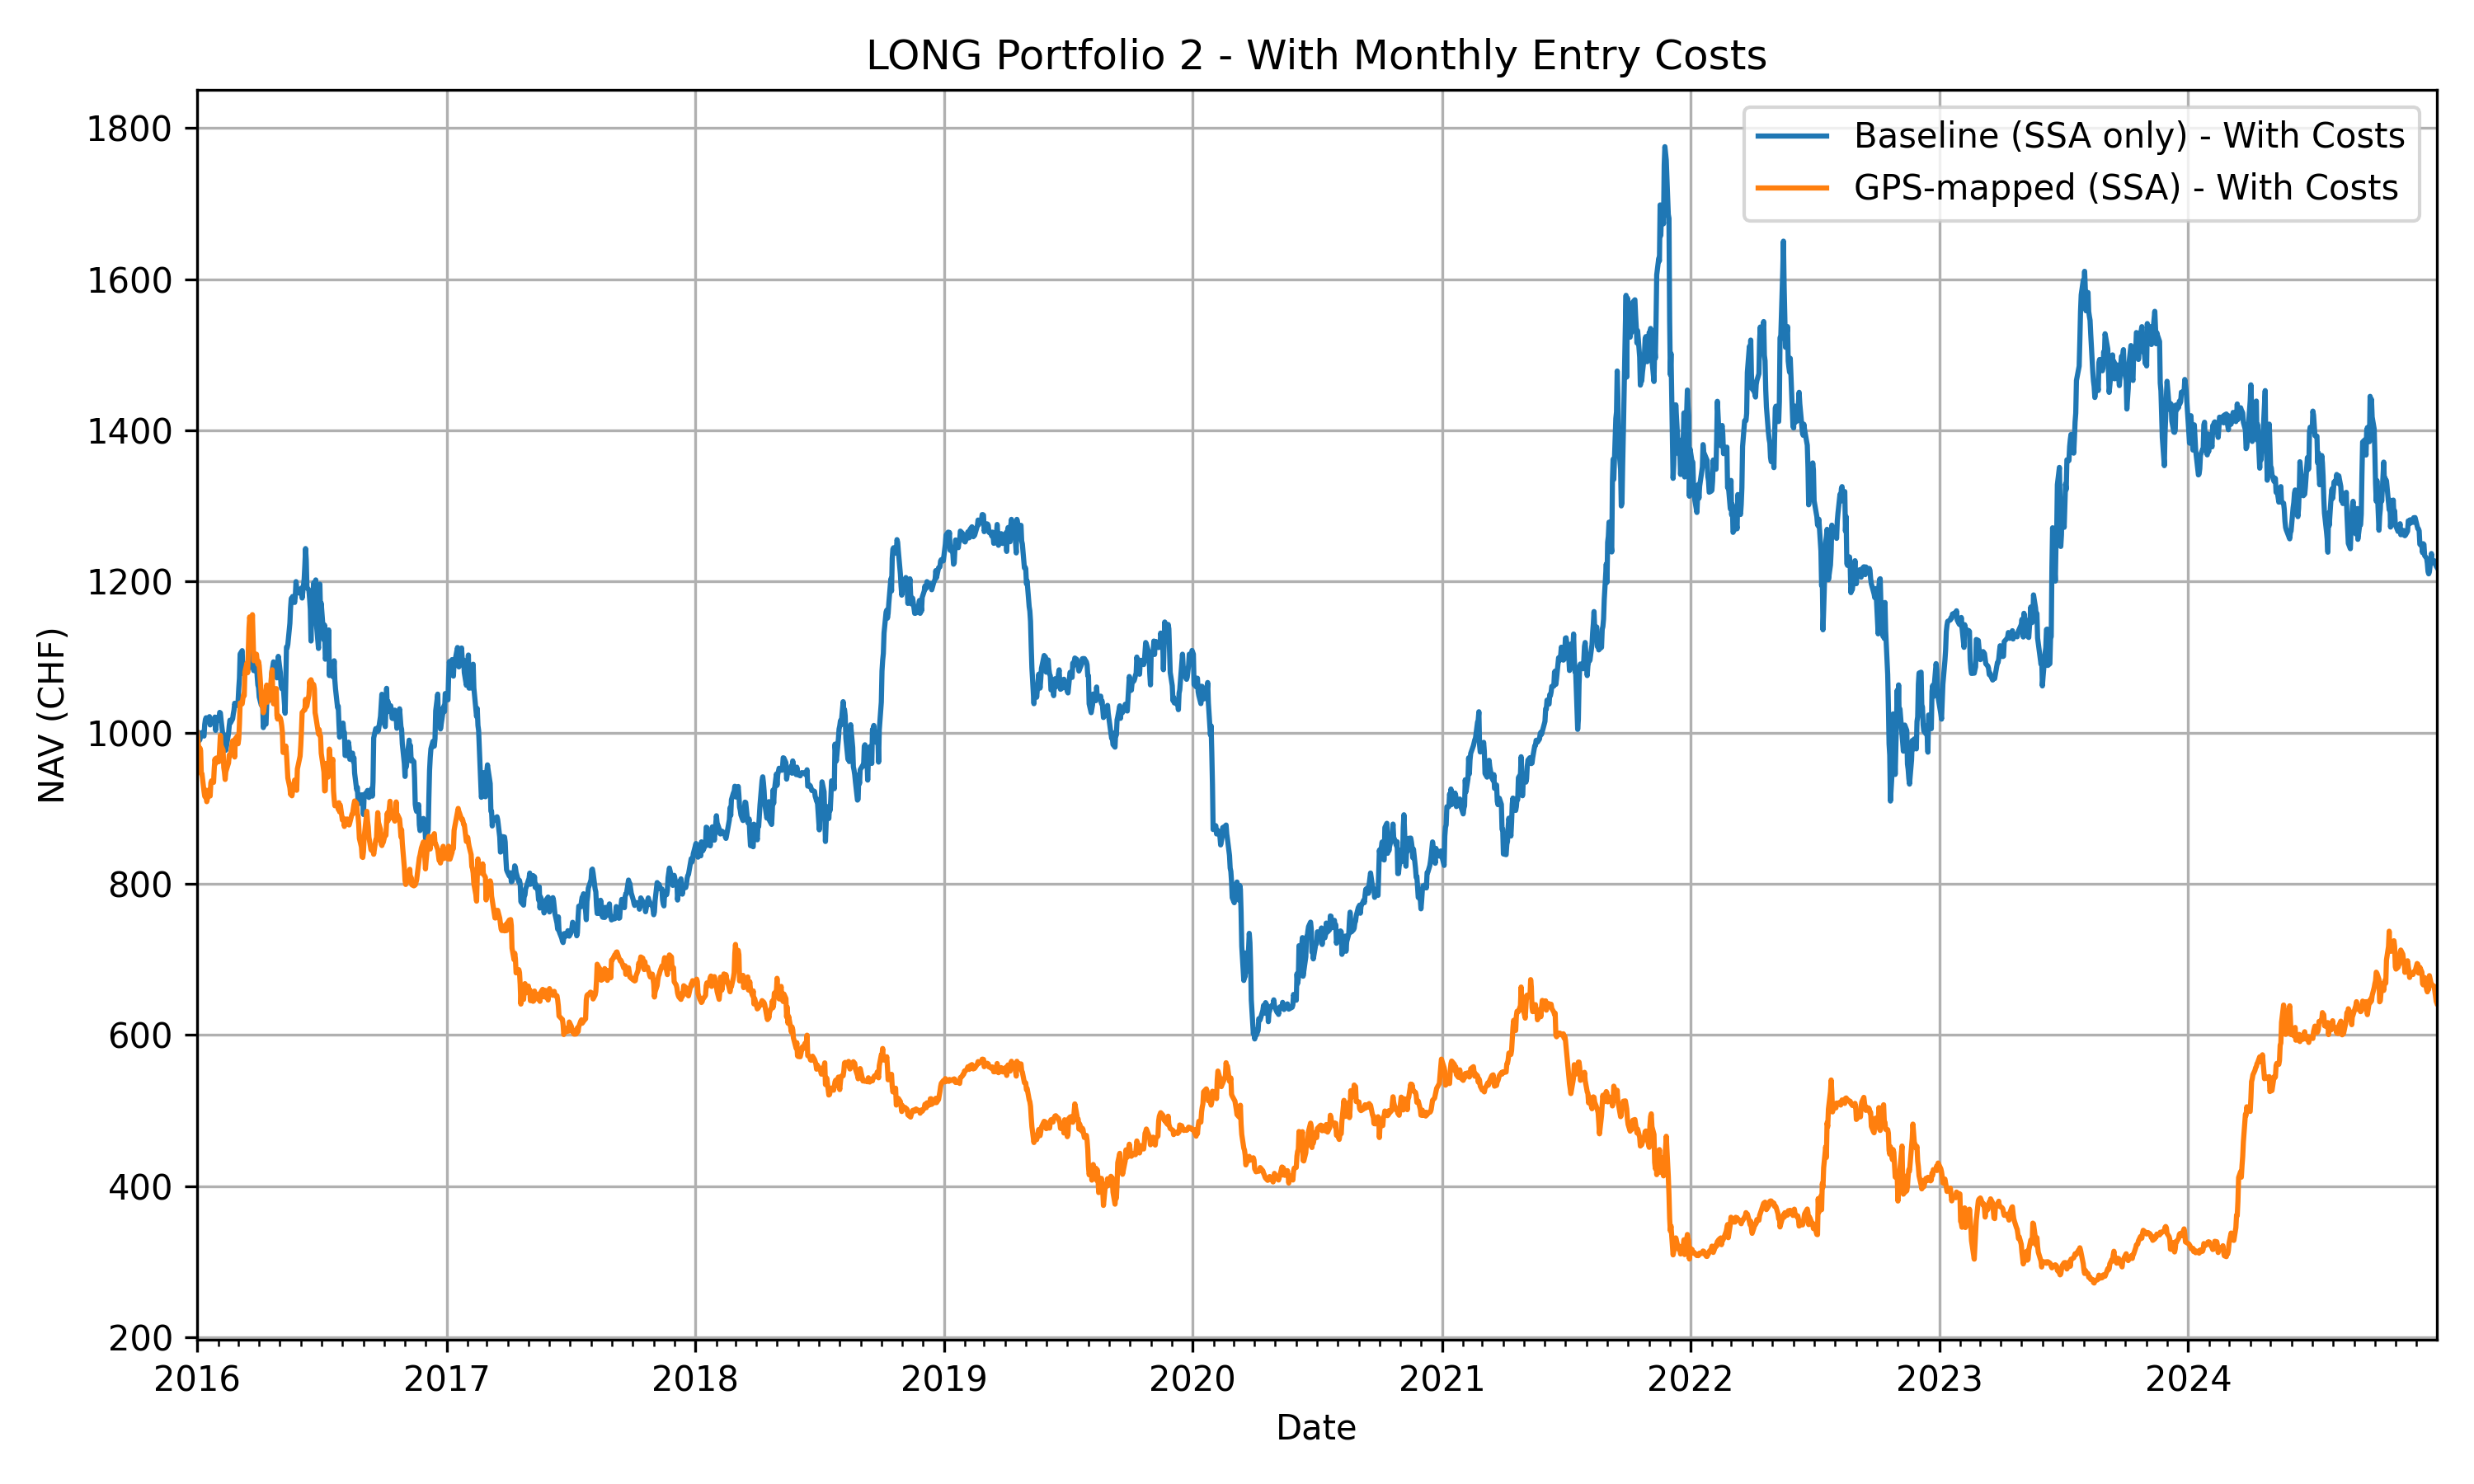 LONG Portfolio 2 - With Monthly Entry Costs
Baseline (SSA only) - With Costs
GPS-mapped (SSA) - With Costs
NAV (CHF)
1800
1600
1400
1200
1000
800
600
400
200
2016 2017 2018 2019 2020 2021 2022 2023 2024
Date